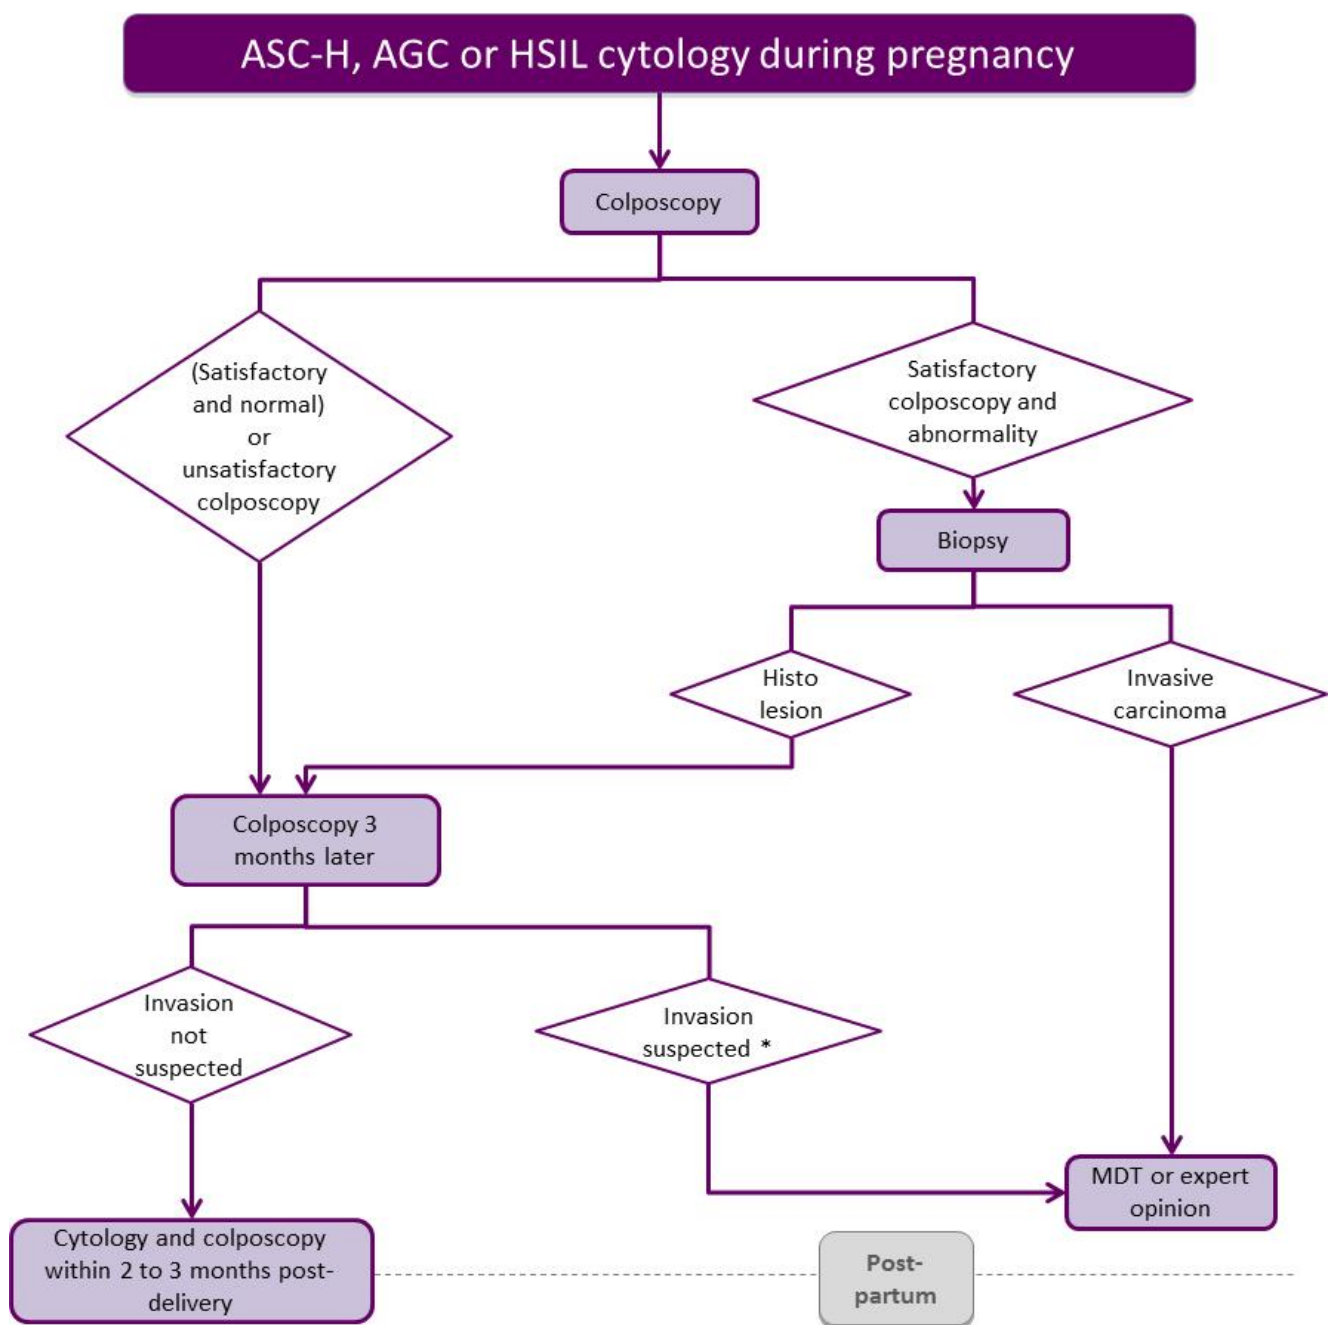 ASC-H, AGC or HSIL cytology during pregnancy
Colposcopy
(Satisfactory
and normal)
or
unsatisfactory
colposcopy
Satisfactory
colposcopy and
abnormality
Biopsy
Histo
lesion
Invasive
carcinoma
Colposcopy 3
months later
Invasion
not
suspected
Invasion
suspected *
MDT or expert
opinion
Cytology and colposcopy
within 2 to 3 months post-
delivery
Post-
partum